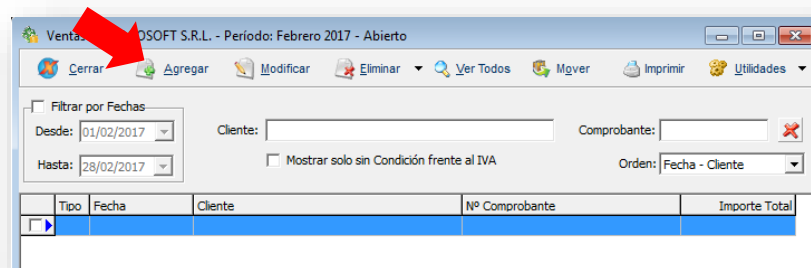 Ventas OSOFT S.R.L. - Período: Febrero 2017 - Abierto
Cerrar Agregar Modificar Eliminar Ver Todos Mover Imprimir Utilidades
Filtrar por Fechas
Desde: 01/02/2017 Cliente: Comprobante:
Hasta: 28/02/2017 Mostrar solo sin Condición frente al IVA Orden: Fecha - Cliente
Tipo Fecha Cliente Nº Comprobante Importe Total